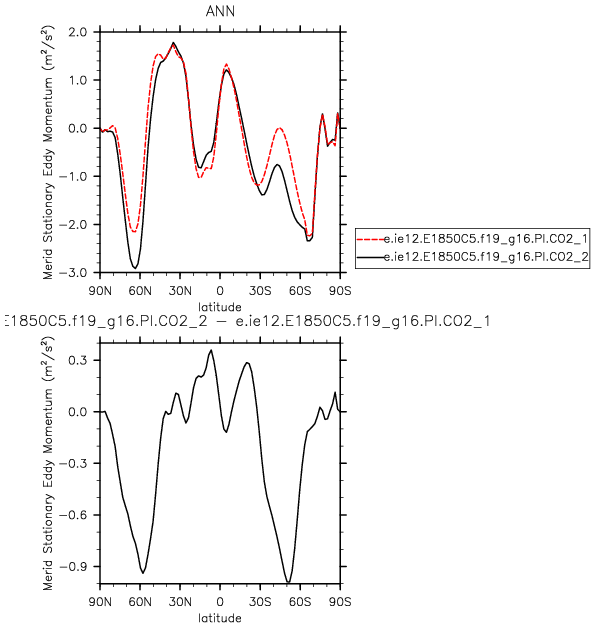 ANN
Merid Stationary Eddy Momentum (m²/s²)
2.0
1.0
0.0
−1.0
−2.0
−3.0
90N 60N 30N 0 30S 60S 90S
latitude
e.ie12.E1850C5.f19_g16.PI.CO2_1
e.ie12.E1850C5.f19_g16.PI.CO2_2
E1850C5.f19_g16.PI.CO2_2 − e.ie12.E1850C5.f19_g16.PI.CO2_1
Merid Stationary Eddy Momentum (m²/s²)
0.3
0.0
−0.3
−0.6
−0.9
90N 60N 30N 0 30S 60S 90S
latitude